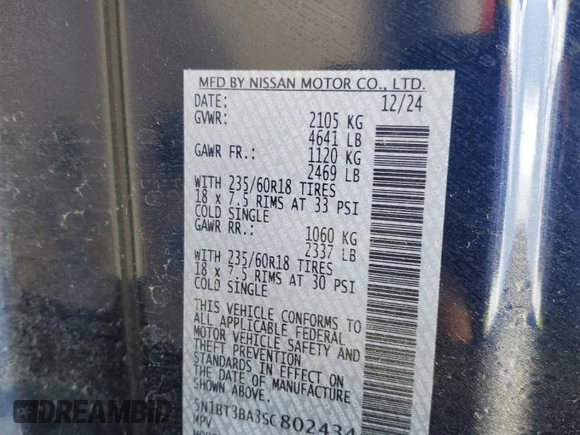 MFD BY NISSAN MOTOR CO., LTD.
DATE: 12/24
GVWR: 2105 KG
4641 LB
GAWR FR.: 1120 KG
2469 LB
WITH 235/60R18 TIRES
18 x 7.5 RIMS AT 33 PSI
COLD SINGLE
GAWR RR.: 1060 KG
2337 LB
WITH 235/60R18 TIRES
18 x 7.5 RIMS AT 30 PSI
COLD SINGLE
THIS VEHICLE CONFORMS TO
ALL APPLICABLE FEDERAL
MOTOR VEHICLE SAFETY AND
THEFT PREVENTION
STANDARDS IN EFFECT ON
THE DATE OF MANUFACTURE
SHOWN ABOVE.
5N1BT3BA3SC802434
MPV
CARDEBIDS